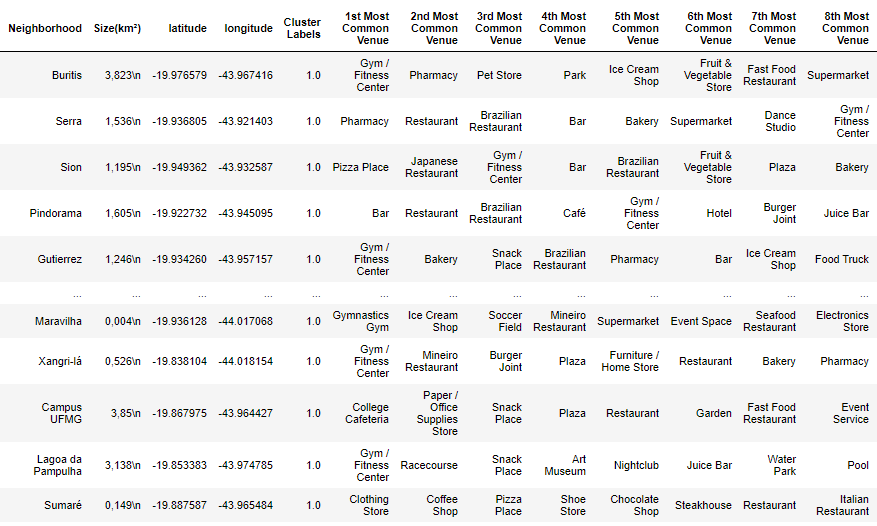 Neighborhood Size(km²) latitude longitude Cluster Labels 1st Most Common Venue 2nd Most Common Venue 3rd Most Common Venue 4th Most Common Venue 5th Most Common Venue 6th Most Common Venue 7th Most Common Venue 8th Most Common Venue
Buritis 3,823\n -19.976579 -43.967416 1.0 Gym / Fitness Center Pharmacy Pet Store Park Ice Cream Shop Fruit & Vegetable Store Fast Food Restaurant Supermarket
Serra 1,536\n -19.936805 -43.921403 1.0 Pharmacy Restaurant Brazilian Restaurant Bar Bakery Supermarket Dance Studio Gym / Fitness Center
Sion 1,195\n -19.949362 -43.932587 1.0 Pizza Place Japanese Restaurant Gym / Fitness Center Bar Brazilian Restaurant Fruit & Vegetable Store Plaza Bakery
Pindorama 1,605\n -19.922732 -43.945095 1.0 Bar Restaurant Brazilian Restaurant Café Gym / Fitness Center Hotel Burger Joint Juice Bar
Gutierrez 1,246\n -19.934260 -43.957157 1.0 Gym / Fitness Center Bakery Snack Place Brazilian Restaurant Pharmacy Bar Ice Cream Shop Food Truck
... ... ... ... ... ... ... ... ... ... ... ... ...
Maravilha 0,004\n -19.936128 -44.017068 1.0 Gymnastics Gym Ice Cream Shop Soccer Field Mineiro Restaurant Supermarket Event Space Seafood Restaurant Electronics Store
Xangri-lá 0,526\n -19.838104 -44.018154 1.0 Gym / Fitness Center Mineiro Restaurant Burger Joint Plaza Furniture / Home Store Restaurant Bakery Pharmacy
Campus UFMG 3,85\n -19.867975 -43.964427 1.0 College Cafeteria Paper / Office Supplies Store Snack Place Plaza Restaurant Garden Fast Food Restaurant Event Service
Lagoa da Pampulha 3,138\n -19.853383 -43.974785 1.0 Gym / Fitness Center Racecourse Snack Place Art Museum Nightclub Juice Bar Water Park Pool
Sumaré 0,149\n -19.887587 -43.965484 1.0 Clothing Store Coffee Shop Pizza Place Shoe Store Chocolate Shop Steakhouse Restaurant Italian Restaurant